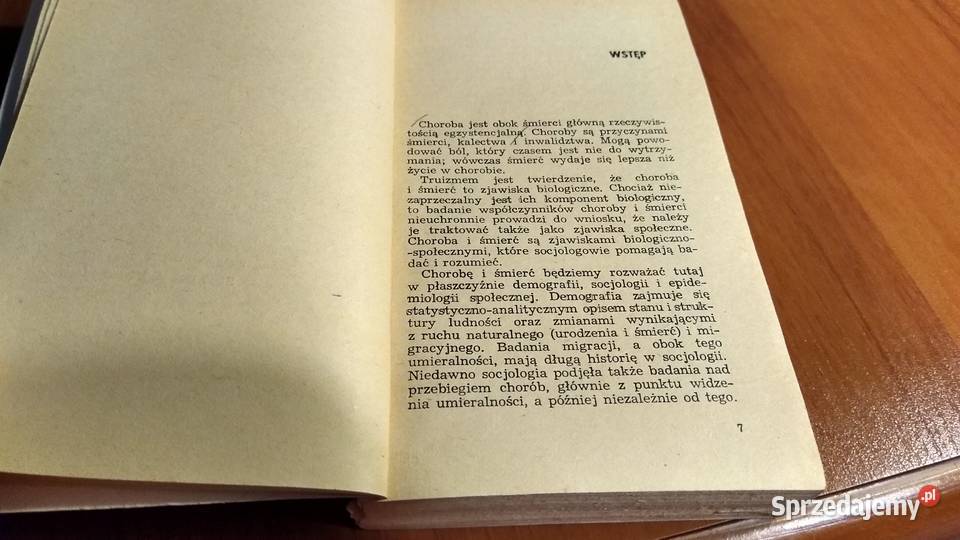 WSTĘP
Choroba jest obok śmierci główną rzeczywis-
tością egzystencjalną. Choroby są przyczynami
śmierci, kalectwa i inwalidztwa. Mogą powo-
dować ból, który czasem jest nie do wytrzy-
mania; wówczas śmierć wydaje się lepsza niż
życie w chorobie.
Truizmem jest twierdzenie, że choroba
i śmierć to zjawiska biologiczne. Chociaż nie-
zaprzeczalny jest ich komponent biologiczny,
to badanie współczynników choroby i śmierci
nieuchronnie prowadzi do wniosku, że należy
je traktować także jako zjawiska społeczne.
Choroba i śmierć są zjawiskami biologiczno-
-społecznymi, które socjologowie pomagają ba-
dać i rozumieć.
Chorobę i śmierć będziemy rozważać tutaj
w płaszczyźnie demografii, socjologii i epide-
miologii społecznej. Demografia zajmuje się
statystyczno-analitycznym opisem stanu i struk-
tury ludności oraz zmianami wynikającymi
z ruchu naturalnego (urodzenia i śmierć) i mi-
gracyjnego. Badania migracji, a obok tego
umieralności, mają długą historię w socjologii.
Niedawno socjologia podjęła także badania nad
przebiegiem chorób, głównie z punktu widze-
nia umieralności, a później niezależnie od tego.
7
Sprzedajemy.pl